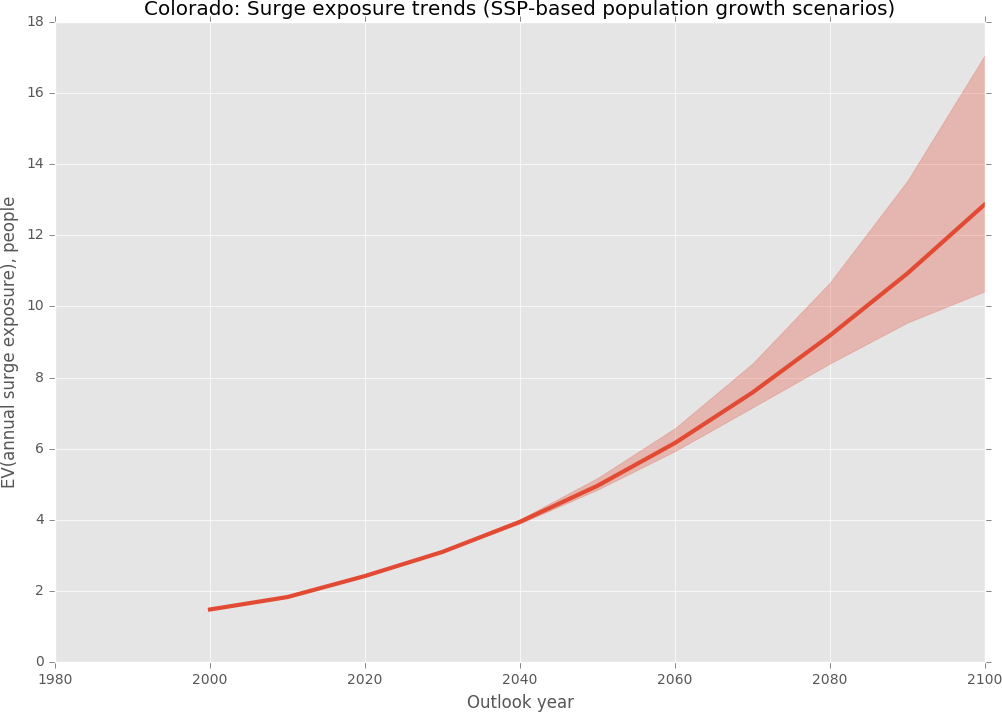 Colorado: Surge exposure trends (SSP-based population growth scenarios)
EV(annual surge exposure), people
18
16
14
12
10
8
6
4
2
0
1980 2000 2020 2040 2060 2080 2100
Outlook year